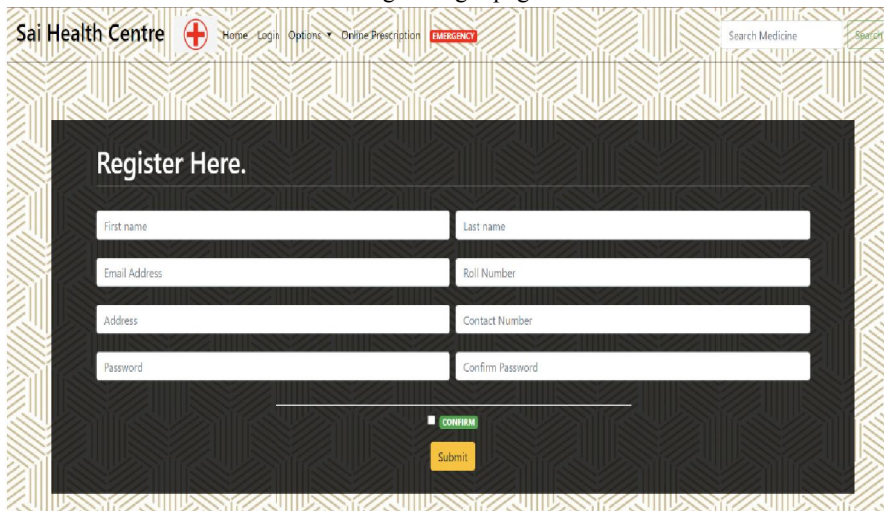 Sai Health Centre Home Login Options Online Prescription EMERGENCY Search Medicine Search
Register Here.
First name Last name
Email Address Roll Number
Address Contact Number
Password Confirm Password
CONFIRM
Submit